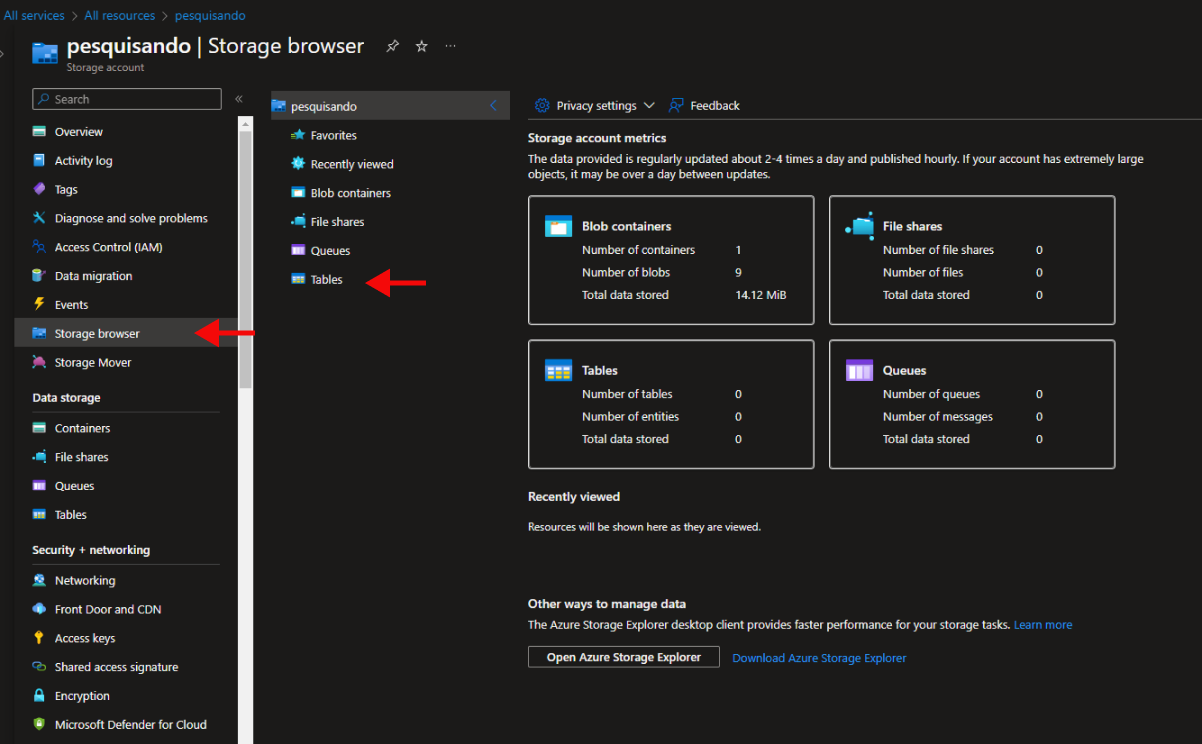 All services > All resources > pesquisando
pesquisando | Storage browser
Storage account
Search
Overview
Activity log
Tags
Diagnose and solve problems
Access Control (IAM)
Data migration
Events
Storage browser
Storage Mover
Data storage
Containers
File shares
Queues
Tables
Security + networking
Networking
Front Door and CDN
Access keys
Shared access signature
Encryption
Microsoft Defender for Cloud
pesquisando
Favorites
Recently viewed
Blob containers
File shares
Queues
Tables
Privacy settings
Feedback
Storage account metrics
The data provided is regularly updated about 2-4 times a day and published hourly. If your account has extremely large
objects, it may be over a day between updates.
Blob containers
Number of containers 1
Number of blobs 9
Total data stored 14.12 MiB
File shares
Number of file shares 0
Number of files 0
Total data stored 0
Tables
Number of tables 0
Number of entities 0
Total data stored 0
Queues
Number of queues 0
Number of messages 0
Total data stored 0
Recently viewed
Resources will be shown here as they are viewed.
Other ways to manage data
The Azure Storage Explorer desktop client provides faster performance for your storage tasks. Learn more
Open Azure Storage Explorer
Download Azure Storage Explorer